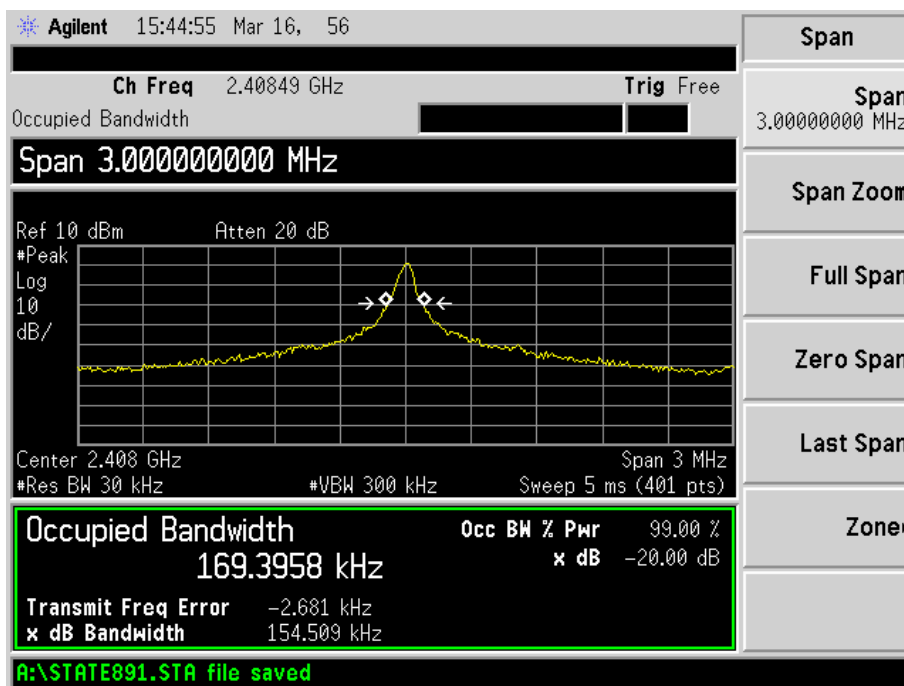 Agilent 15:44:55 Mar 16, 56
Span
Ch Freq 2.40849 GHz
Trig Free
Occupied Bandwidth
Span
3.00000000 MHz
Span 3.000000000 MHz
Span Zoom
Ref 10 dBm
Atten 20 dB
#Peak
Log
10
dB/
Full Span
Zero Span
Last Span
Center 2.408 GHz
Span 3 MHz
#Res BW 30 kHz
#VBW 300 kHz
Sweep 5 ms (401 pts)
Occupied Bandwidth
169.3958 kHz
Occ BW % Pwr 99.00 %
x dB -20.00 dB
Zone
Transmit Freq Error -2.681 kHz
x dB Bandwidth 154.509 kHz
A:\STATE891.STA file saved